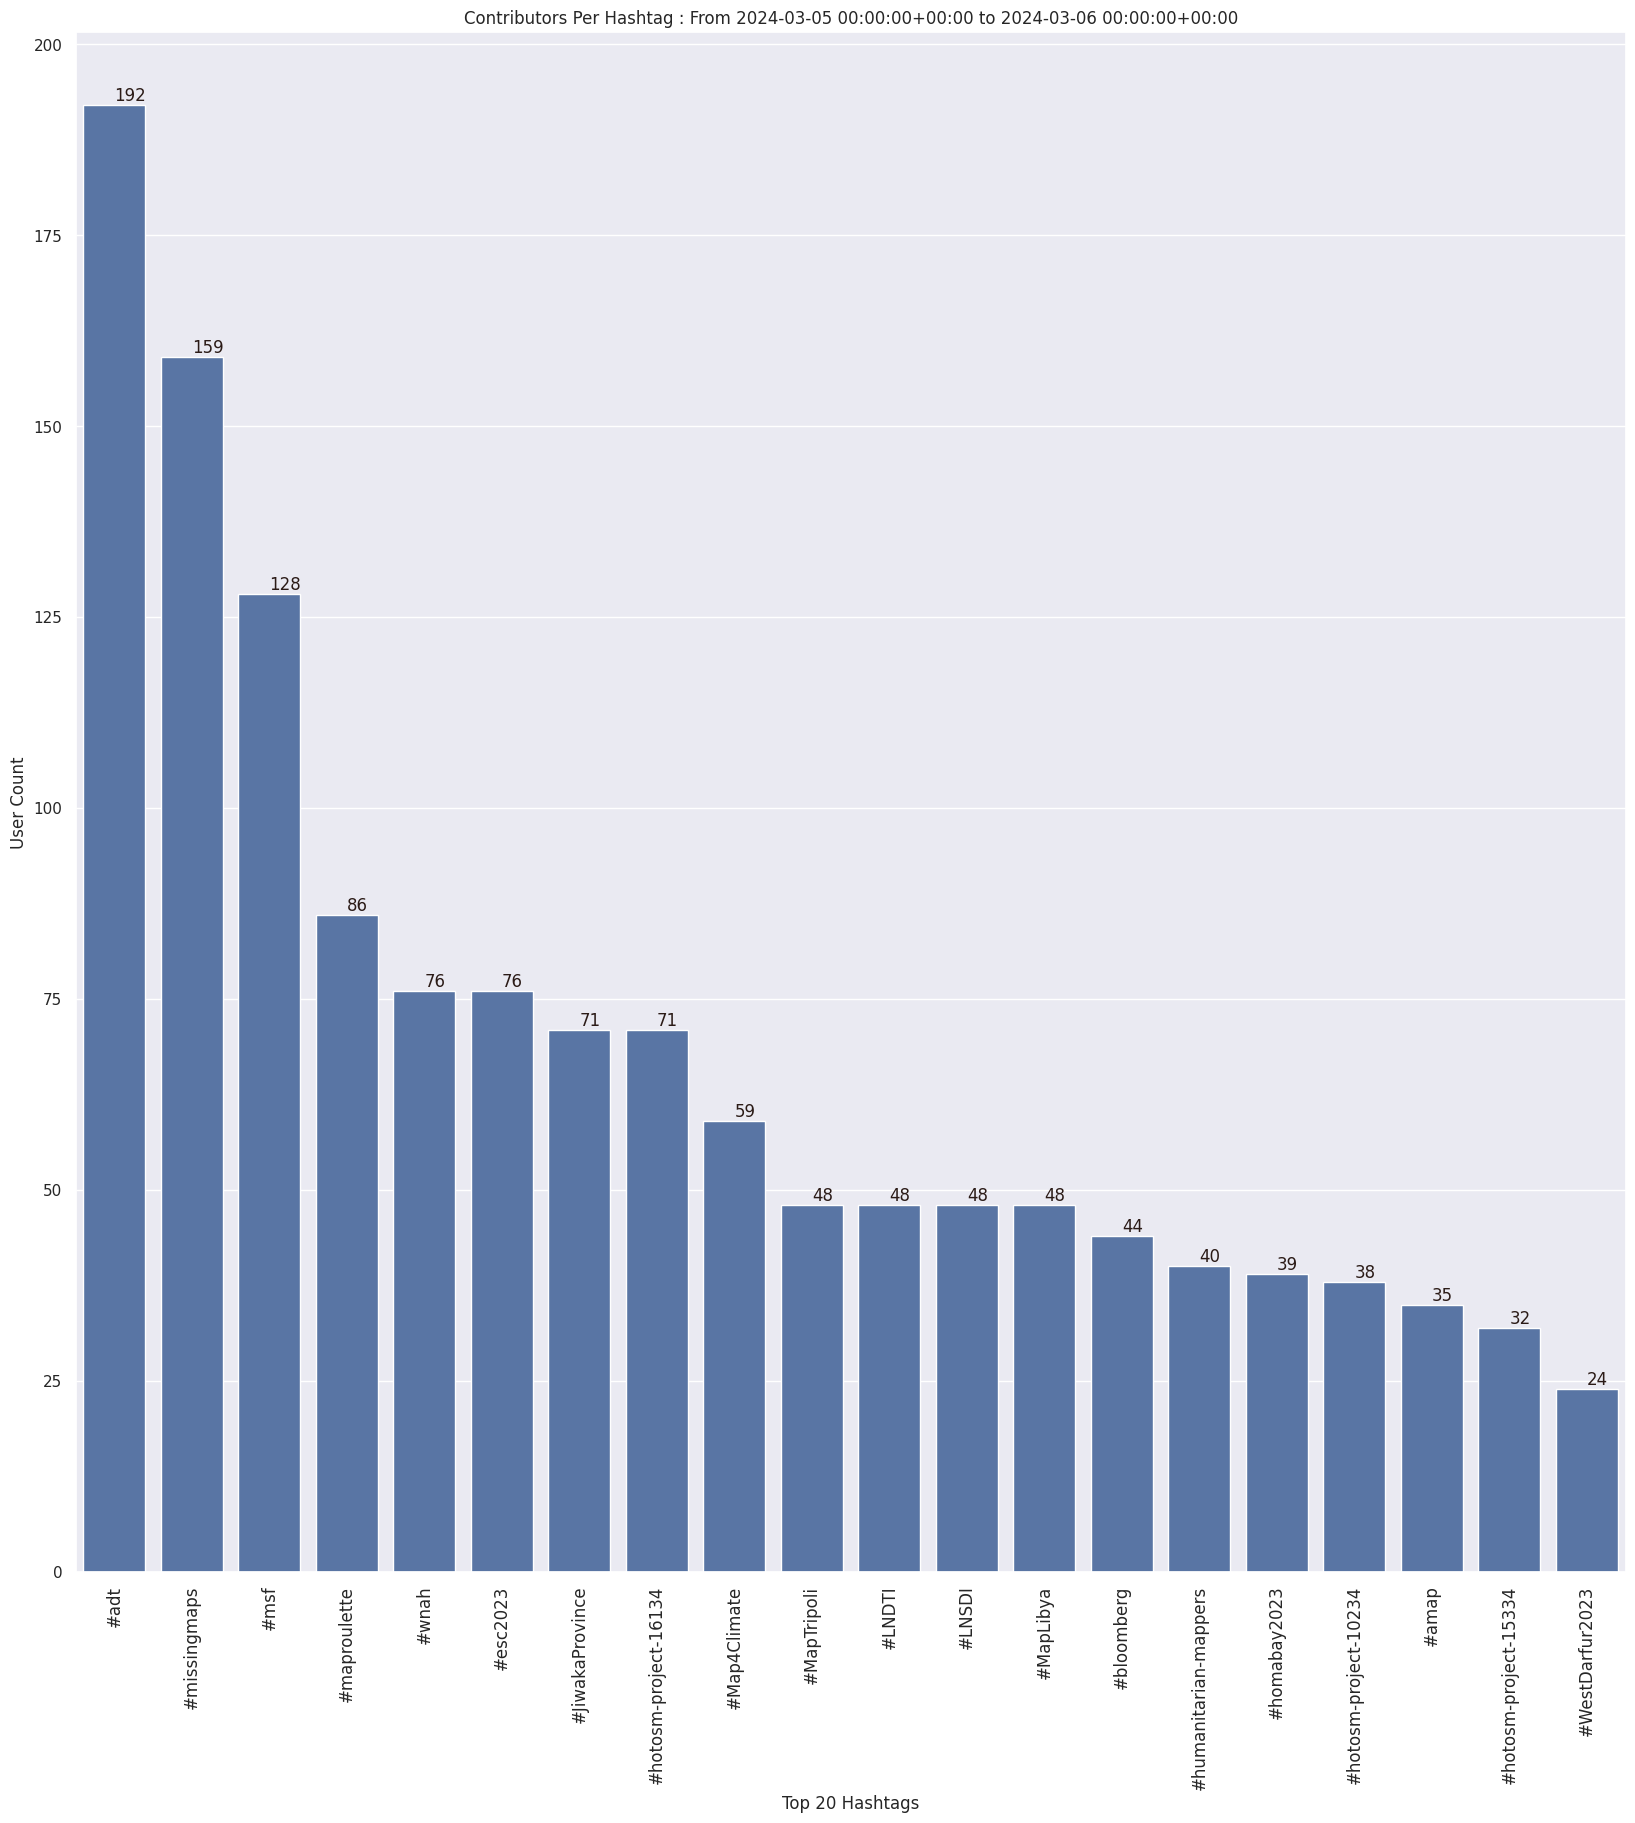 Contributors Per Hashtag : From 2024-03-05 00:00:00+00:00 to 2024-03-06 00:00:00+00:00
User Count
200
175
150
125
100
75
50
25
0
192
159
128
86
76
76
71
71
59
48
48
48
48
44
40
39
38
35
32
24
#adt
#missingmaps
#msf
#maproulette
#wnah
#esc2023
#JiwakaProvince
#hotosm-project-16134
#Map4Climate
#MapTripoli
#LNDTI
#LNSDI
#MapLibya
#bloomberg
#humanitarian-mappers
#homabay2023
#hotosm-project-10234
#amap
#hotosm-project-15334
#WestDarfur2023
Top 20 Hashtags